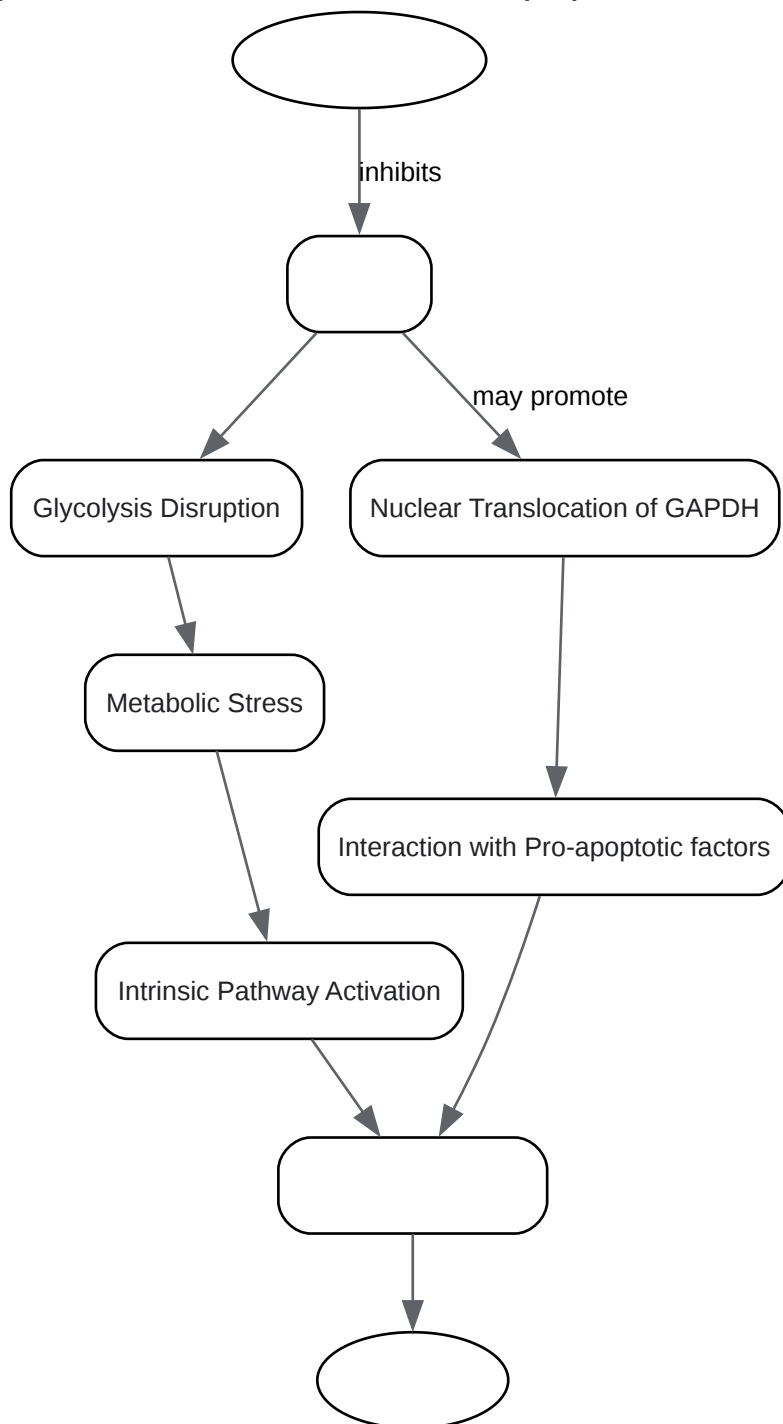 inhibits
may promote
Glycolysis Disruption
Nuclear Translocation of GAPDH
Metabolic Stress
Interaction with Pro-apoptotic factors
Intrinsic Pathway Activation